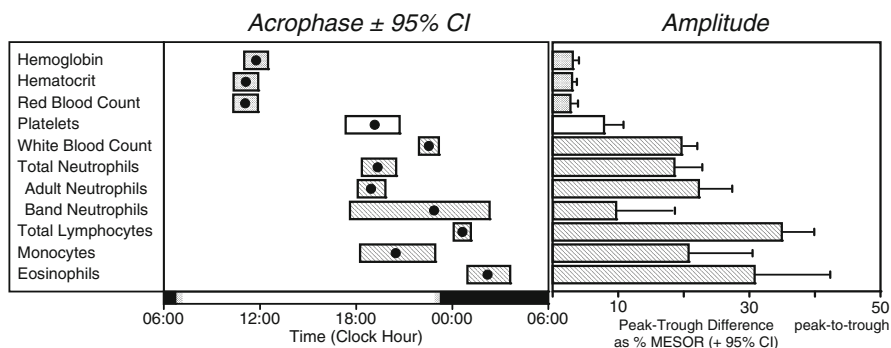 Acrophase ± 95% CI Amplitude
Hemoglobin
Hematocrit
Red Blood Count
Platelets
White Blood Count
Total Neutrophils
Adult Neutrophils
Band Neutrophils
Total Lymphocytes
Monocytes
Eosinophils
06:00 12:00 18:00 00:00 06:00 10 30 50
Time (Clock Hour) Peak-Trough Difference peak-to-trough
as % MESOR (+ 95% CI)